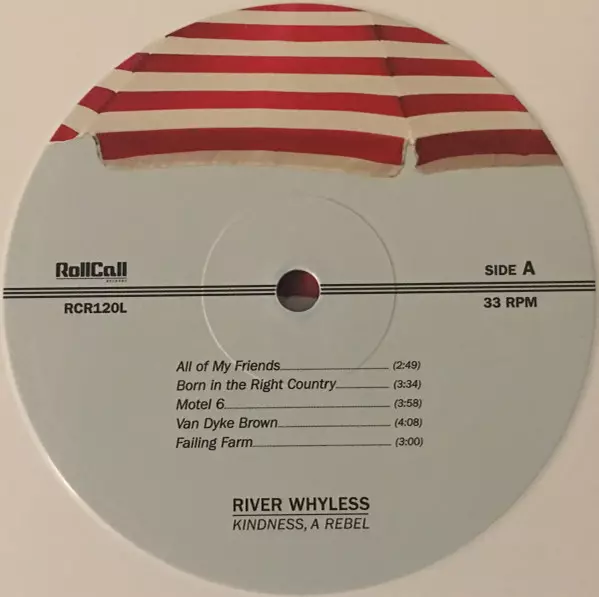 RollCall
RECORDS
SIDE A
RCR120L
33 RPM
All of My Friends (2:49)
Born in the Right Country (3:34)
Motel 6 (3:58)
Van Dyke Brown (4:08)
Failing Farm (3:00)
RIVER WHYLESS
KINDNESS, A REBEL